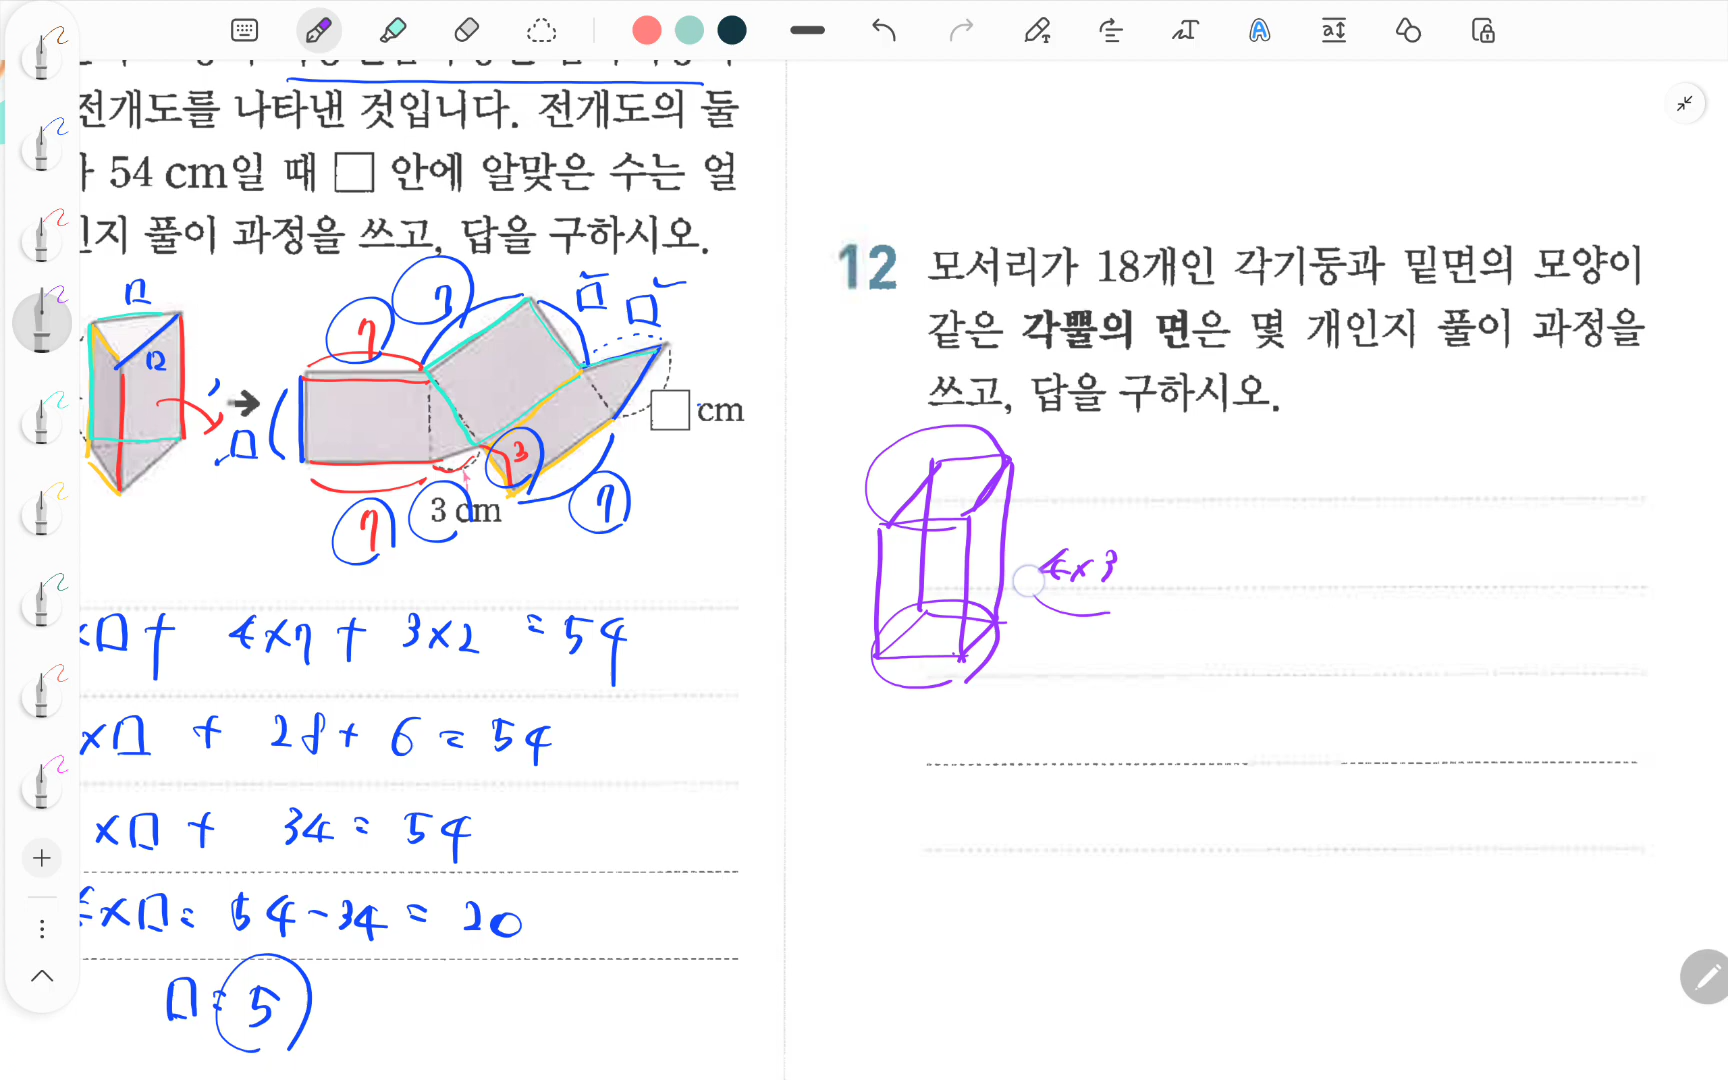 전개도를 나타낸 것입니다. 전개도의 둘
54 cm일 때 □ 안에 알맞은 수는 얼
인지 풀이 과정을 쓰고, 답을 구하시오.
□
12
7
7
□
□
□
□ cm
3
3 cm
7
7
×□ + 4×7 + 3×2 = 54
×□ + 28 + 6 = 54
×□ + 34 = 54
×□ = 54 - 34 = 20
□ = 5
12 모서리가 18개인 각기둥과 밑면의 모양이
같은 각뿔의 면은 몇 개인지 풀이 과정을
쓰고, 답을 구하시오.
4×3